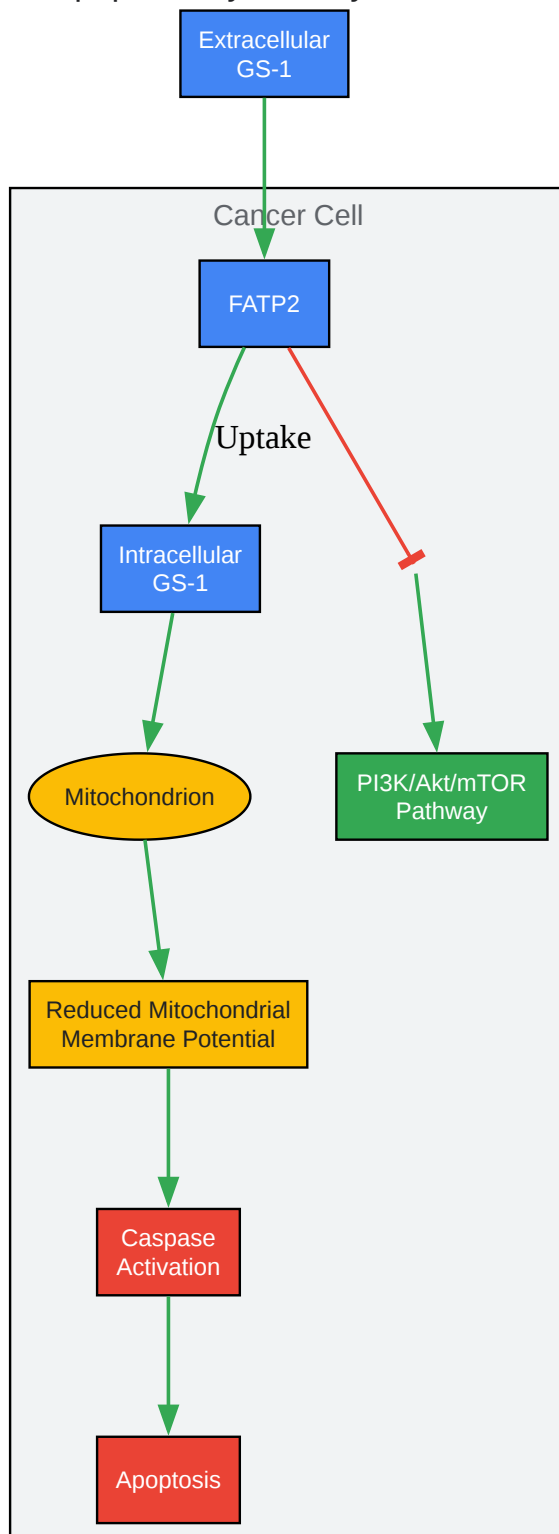 Extracellular
GS-1
Cancer Cell
FATP2
Uptake
Intracellular
GS-1
Mitochondrion
PI3K/Akt/mTOR
Pathway
Reduced Mitochondrial
Membrane Potential
Caspase
Activation
Apoptosis